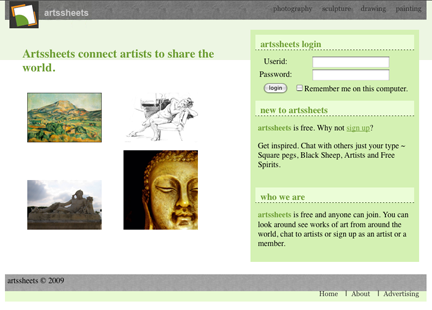 artssheets
photography sculpture drawing painting
Artssheets connect artists to share the
world.
artssheets login
Userid:
Password:
login Remember me on this computer.
new to artssheets
artssheets is free. Why not sign up?
Get inspired. Chat with others just your type ~
Square pegs, Black Sheep, Artists and Free
Spirits.
who we are
artssheets is free and anyone can join. You can
look around see works of art from around the
world, chat to artists or sign up as an artist or a
member.
artssheets © 2009
Home | About | Advertising